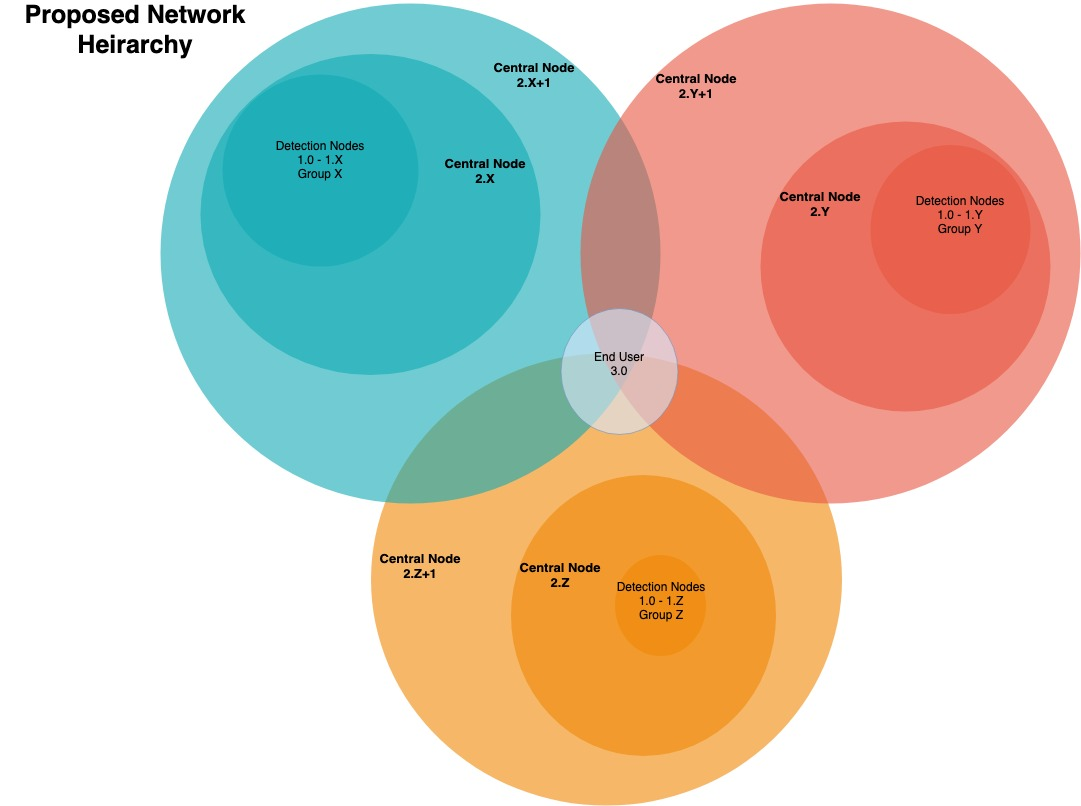 Proposed Network
Heirarchy
Central Node
2.X+1
Central Node
2.Y+1
Detection Nodes
1.0 - 1.X
Group X
Central Node
2.X
Central Node
2.Y
Detection Nodes
1.0 - 1.Y
Group Y
End User
3.0
Central Node
2.Z+1
Central Node
2.Z
Detection Nodes
1.0 - 1.Z
Group Z